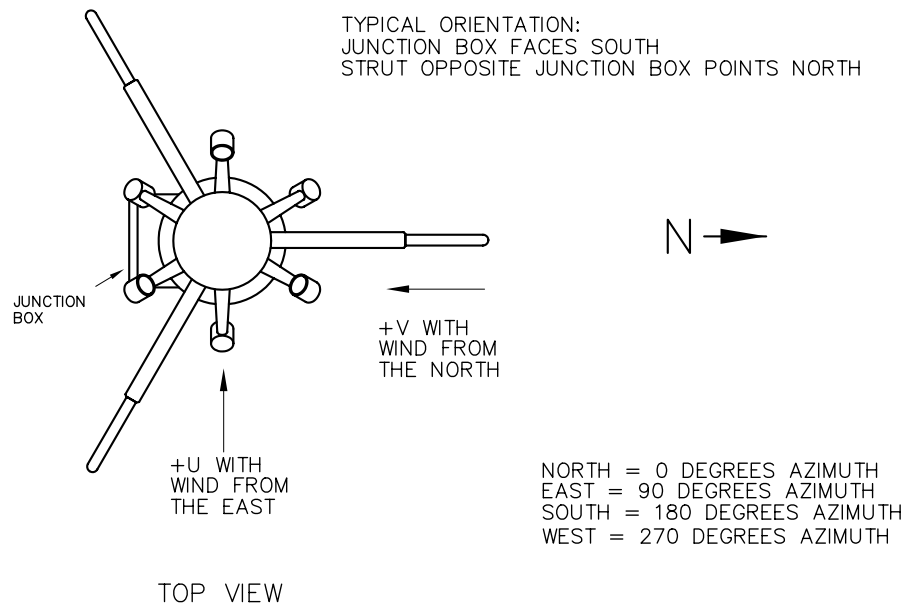 TYPICAL ORIENTATION:
JUNCTION BOX FACES SOUTH
STRUT OPPOSITE JUNCTION BOX POINTS NORTH
N
JUNCTION
BOX
+V WITH
WIND FROM
THE NORTH
+U WITH
WIND FROM
THE EAST
NORTH = 0 DEGREES AZIMUTH
EAST = 90 DEGREES AZIMUTH
SOUTH = 180 DEGREES AZIMUTH
WEST = 270 DEGREES AZIMUTH
TOP VIEW